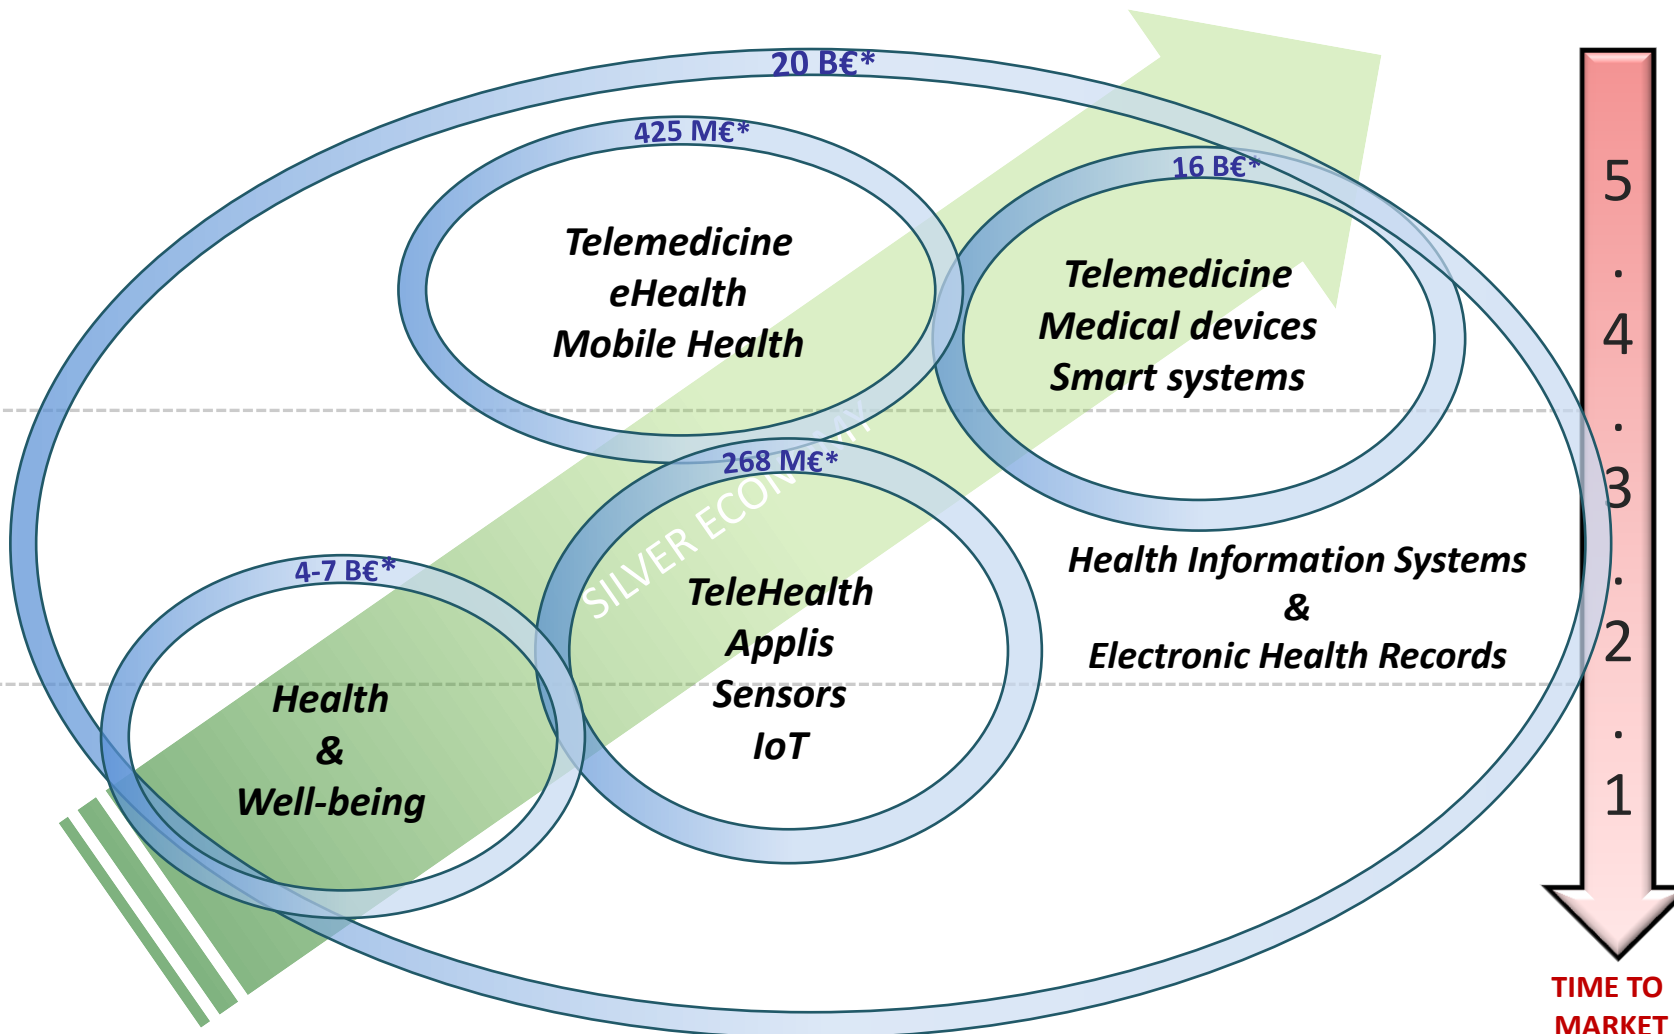 20 B€*
425 M€*
Telemedicine
eHealth
Mobile Health
16 B€*
Telemedicine
Medical devices
Smart systems
SILVER ECONOMY
268 M€*
TeleHealth
Applis
Sensors
IoT
4-7 B€*
Health
&
Well-being
Health Information Systems
&
Electronic Health Records
5
.
4
.
3
.
2
.
1
TIME TO
MARKET